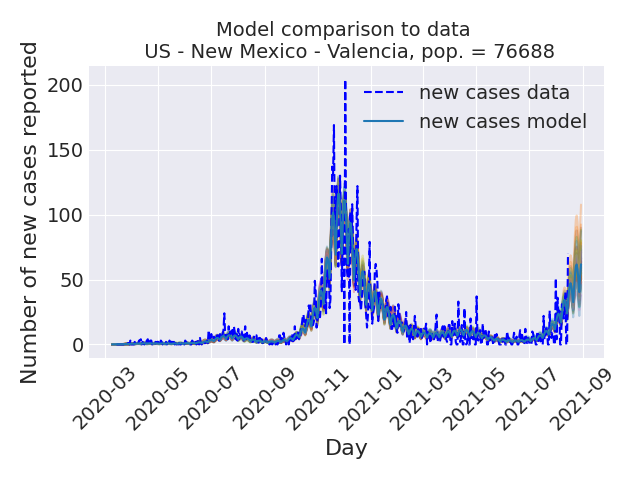 Model comparison to data
US - New Mexico - Valencia, pop. = 76688
Number of new cases reported
200
150
100
50
0
new cases data
new cases model
2020-03
2020-05
2020-07
2020-09
2020-11
2021-01
2021-03
2021-05
2021-07
2021-09
Day